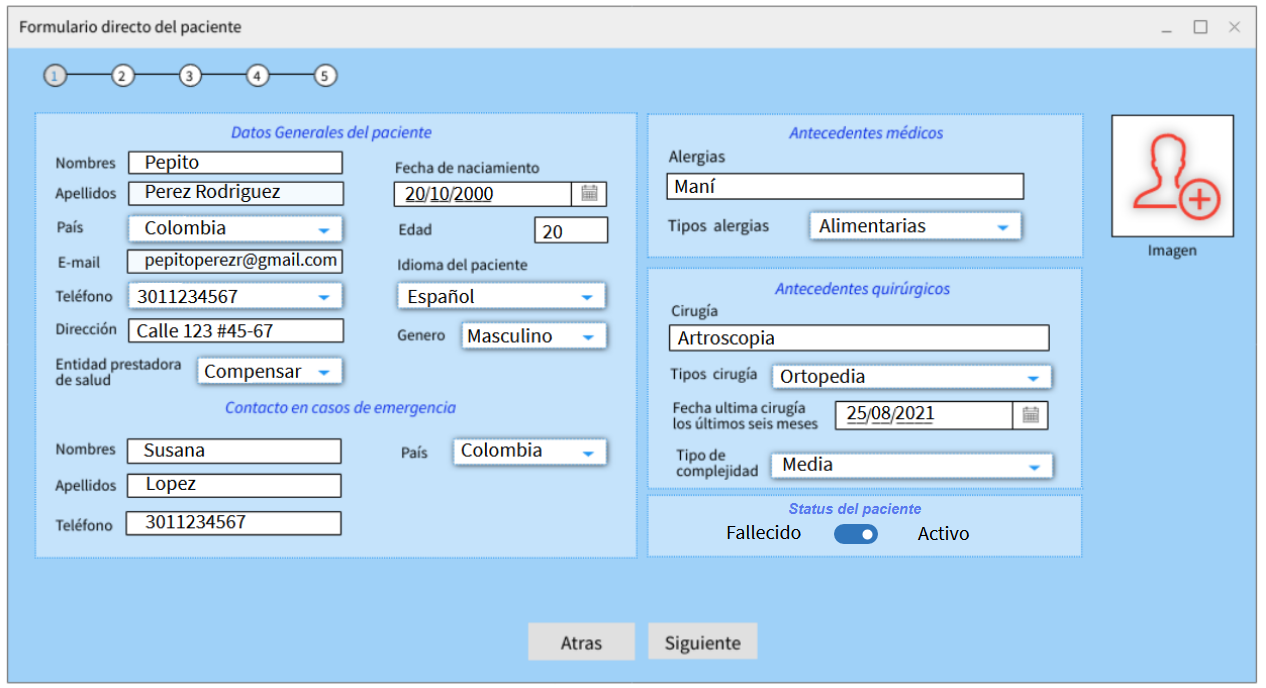 Formulario directo del paciente
1 2 3 4 5
Datos Generales del paciente
Nombres Pepito
Apellidos Perez Rodriguez
País Colombia
E-mail pepitoperezr@gmail.com
Teléfono 3011234567
Dirección Calle 123 #45-67
Entidad prestadora
de salud Compensar
Fecha de naciamiento
20/10/2000
Edad 20
Idioma del paciente
Español
Genero Masculino
Contacto en casos de emergencia
Nombres Susana
Apellidos Lopez
Teléfono 3011234567
País Colombia
Antecedentes médicos
Alergias
Maní
Tipos alergias Alimentarias
Antecedentes quirúrgicos
Cirugía
Artroscopia
Tipos cirugía Ortopedia
Fecha ultima cirugía
los últimos seis meses 25/08/2021
Tipo de
complejidad Media
Status del paciente
Fallecido Activo
Imagen
Atras Siguiente